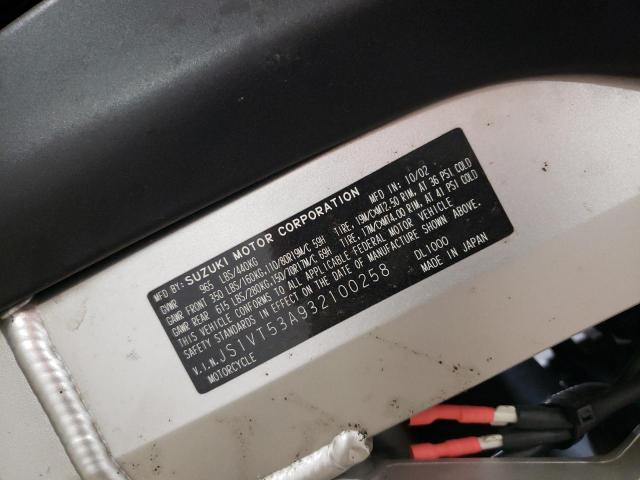 MFD BY: SUZUKI MOTOR CORPORATION MFD IN: 10/02
GVWR 965 LBS/440KG
GAWR FRONT 350 LBS/160KG, 110/80R19M/C 59H TIRE, 19M/C×MT2.50 RIM, AT 36 PSI COLD
GAWR REAR 615 LBS/280KG, 150/70R17M/C 69H TIRE, 17M/C×MT4.00 RIM, AT 41 PSI COLD
THIS VEHICLE CONFORMS TO ALL APPLICABLE FEDERAL MOTOR VEHICLE
SAFETY STANDARDS IN EFFECT ON THE DATE OF MANUFACTURE SHOWN ABOVE.
V.I.N. JS1VT53A932100258 DL1000
MOTORCYCLE MADE IN JAPAN